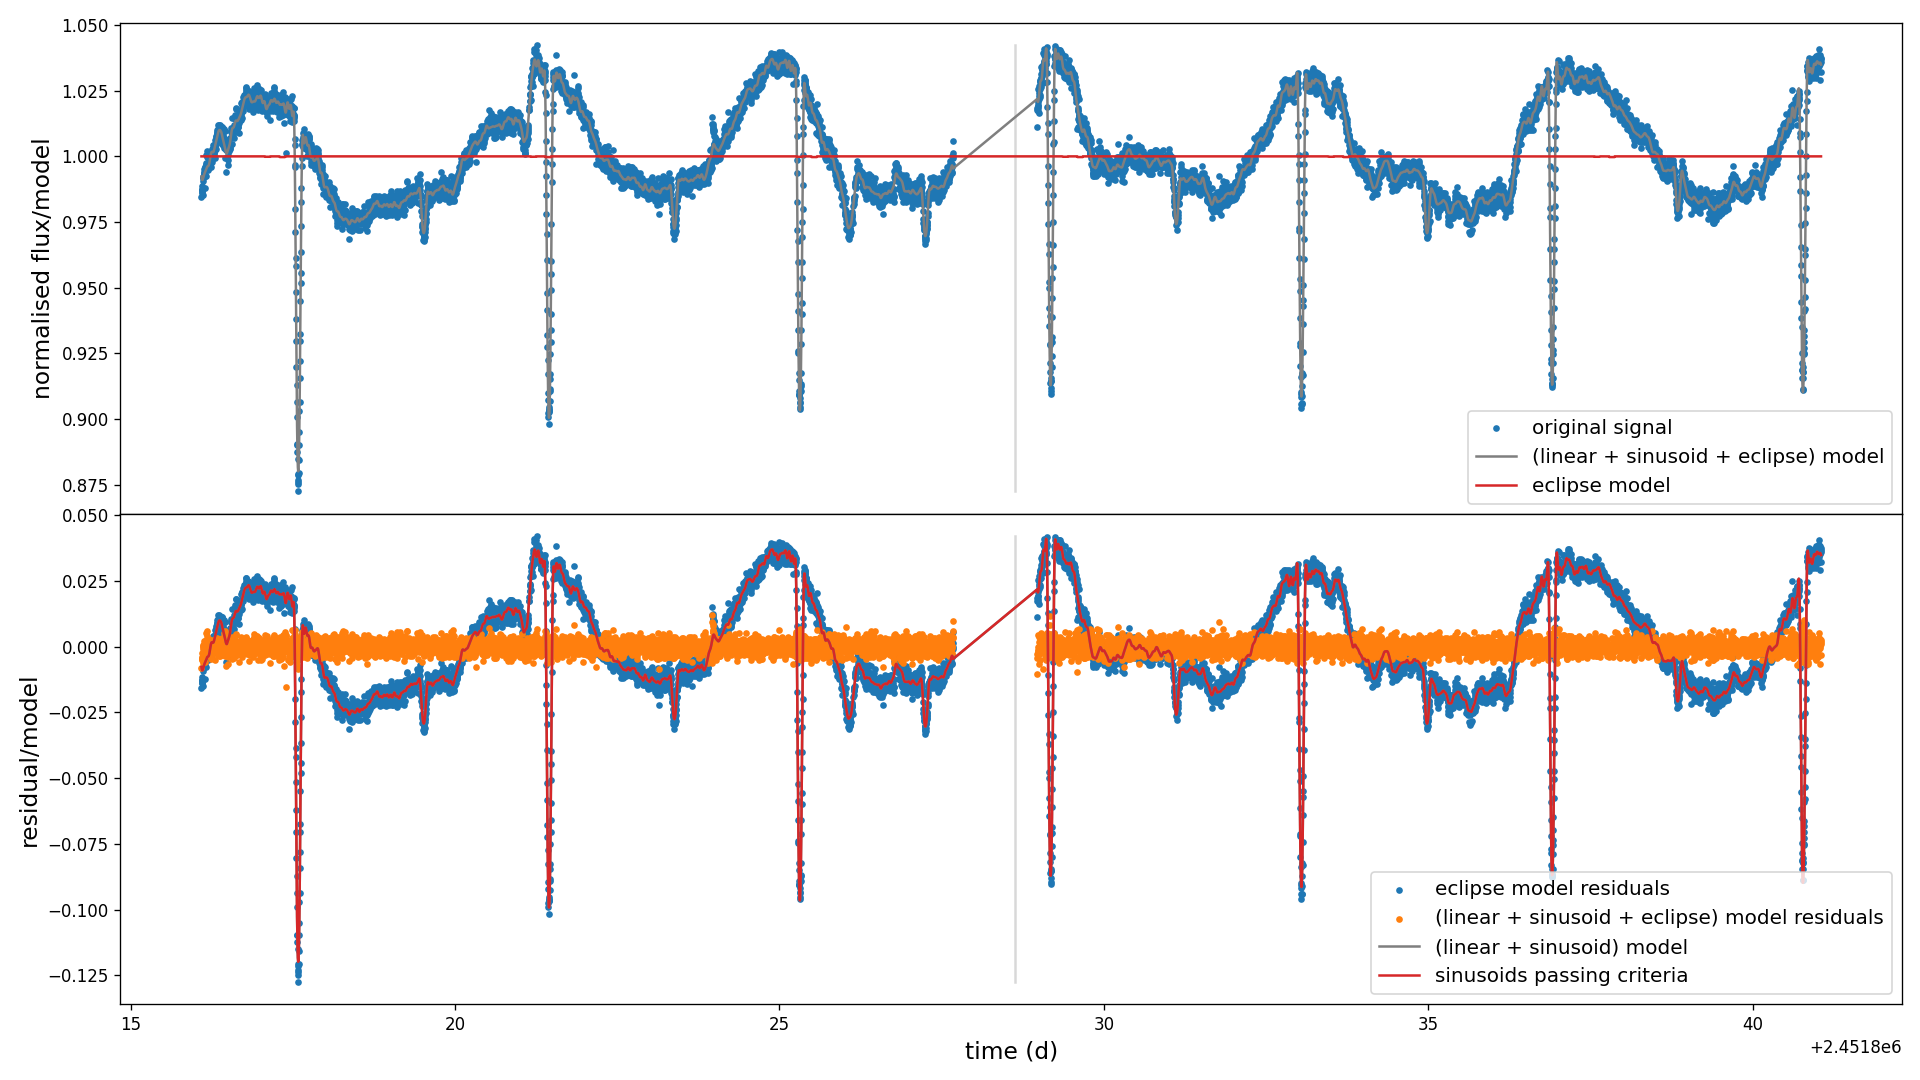 1.050
1.025
1.000
0.975
0.950
0.925
0.900
0.875
normalised flux/model
original signal
(linear + sinusoid + eclipse) model
eclipse model
0.050
0.025
0.000
−0.025
−0.050
−0.075
−0.100
−0.125
residual/model
eclipse model residuals
(linear + sinusoid + eclipse) model residuals
(linear + sinusoid) model
sinusoids passing criteria
15 20 25 30 35 40
time (d)
+2.4518e6